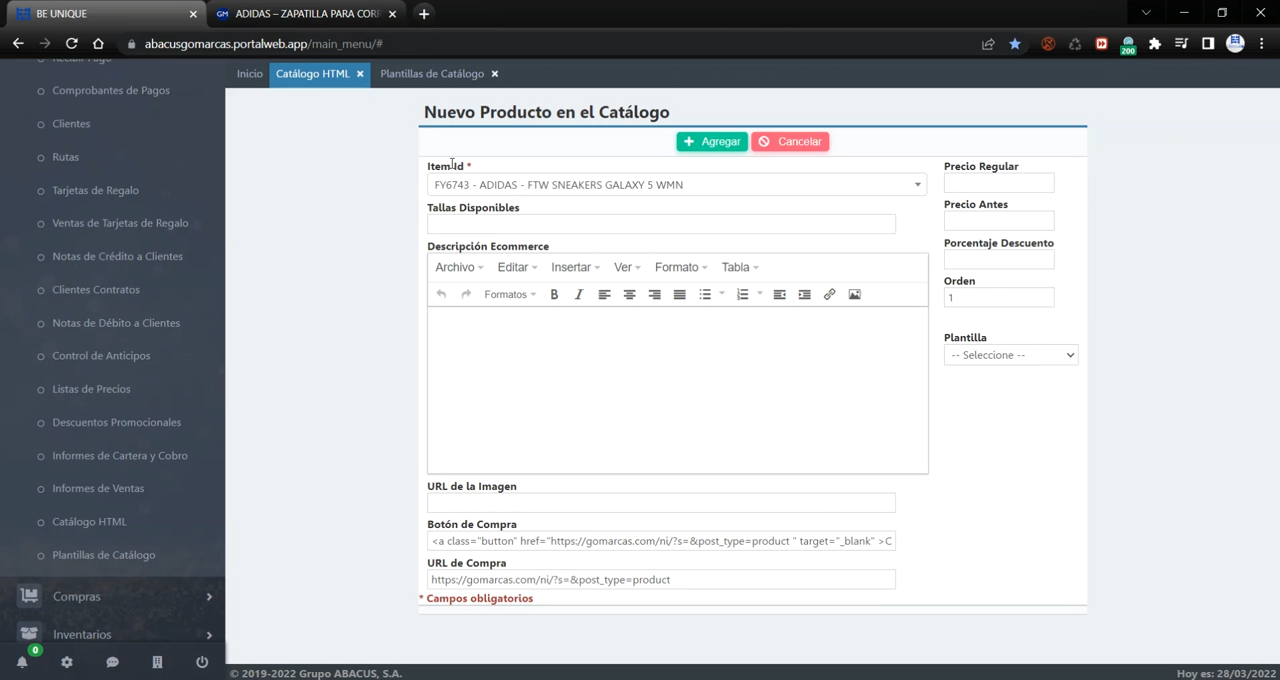 BE UNIQUE
GM ADIDAS – ZAPATILLA PARA COR
abacusgomarcas.portalweb.app/main_menu/#
200
Recibir Pago
Comprobantes de Pagos
Clientes
Rutas
Tarjetas de Regalo
Ventas de Tarjetas de Regalo
Notas de Crédito a Clientes
Clientes Contratos
Notas de Débito a Clientes
Control de Anticipos
Listas de Precios
Descuentos Promocionales
Informes de Cartera y Cobro
Informes de Ventas
Catálogo HTML
Plantillas de Catálogo
Compras
Inventarios
0
Inicio
Catálogo HTML
Plantillas de Catálogo
Nuevo Producto en el Catálogo
Agregar
Cancelar
Item Id *
FY6743 - ADIDAS - FTW SNEAKERS GALAXY 5 WMN
Tallas Disponibles
Descripción Ecommerce
Archivo Editar Insertar Ver Formato Tabla
Formatos B I
URL de la Imagen
Botón de Compra
<a class="button" href="https://gomarcas.com/ni/?s=&post_type=product " target="_blank" >C
URL de Compra
https://gomarcas.com/ni/?s=&post_type=product
* Campos obligatorios
Precio Regular
Precio Antes
Porcentaje Descuento
Orden
1
Plantilla
-- Seleccione --
© 2019-2022 Grupo ABACUS, S.A.
Hoy es: 28/03/2022